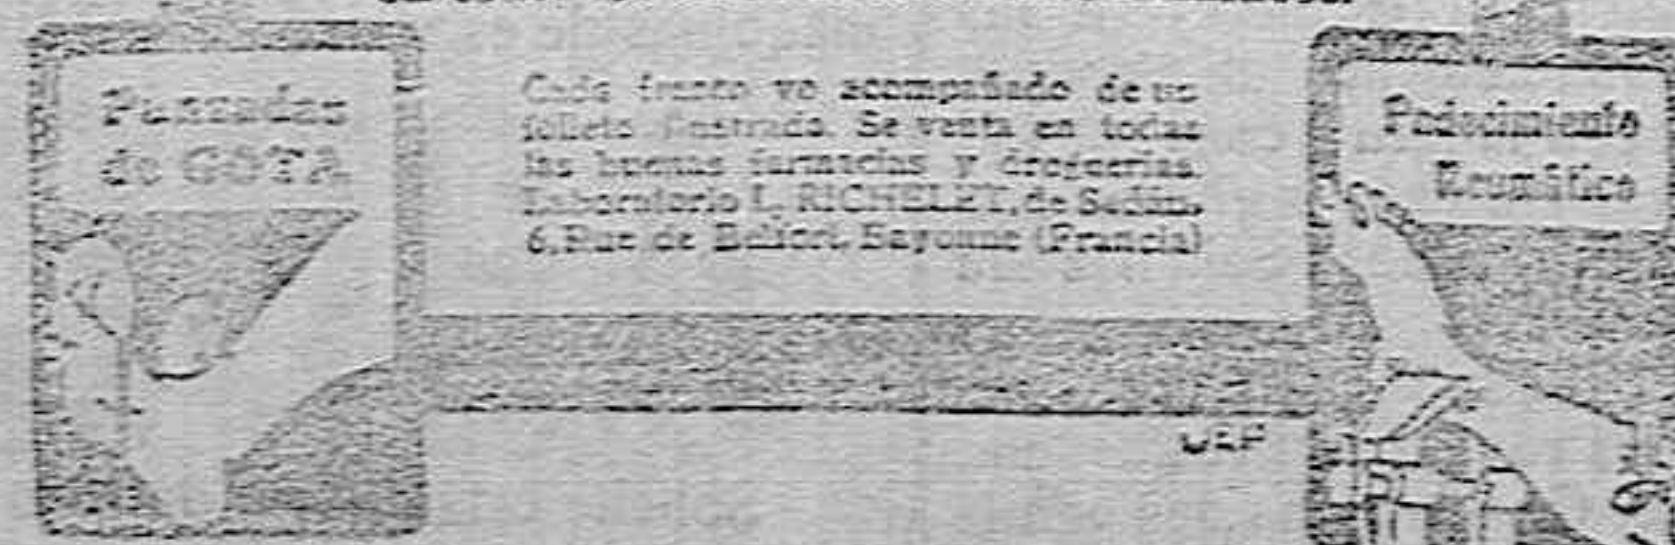 Punzadas
de GOTA
Cada frasco va acompañado de un
folleto ilustrado. Se venta en todas
las buenas farmacias y droguerías.
Laboratorio L. RICHELET, de Sedán,
6, Rue de Belfort, Bayonne (Francia)
Padecimiento
Reumático